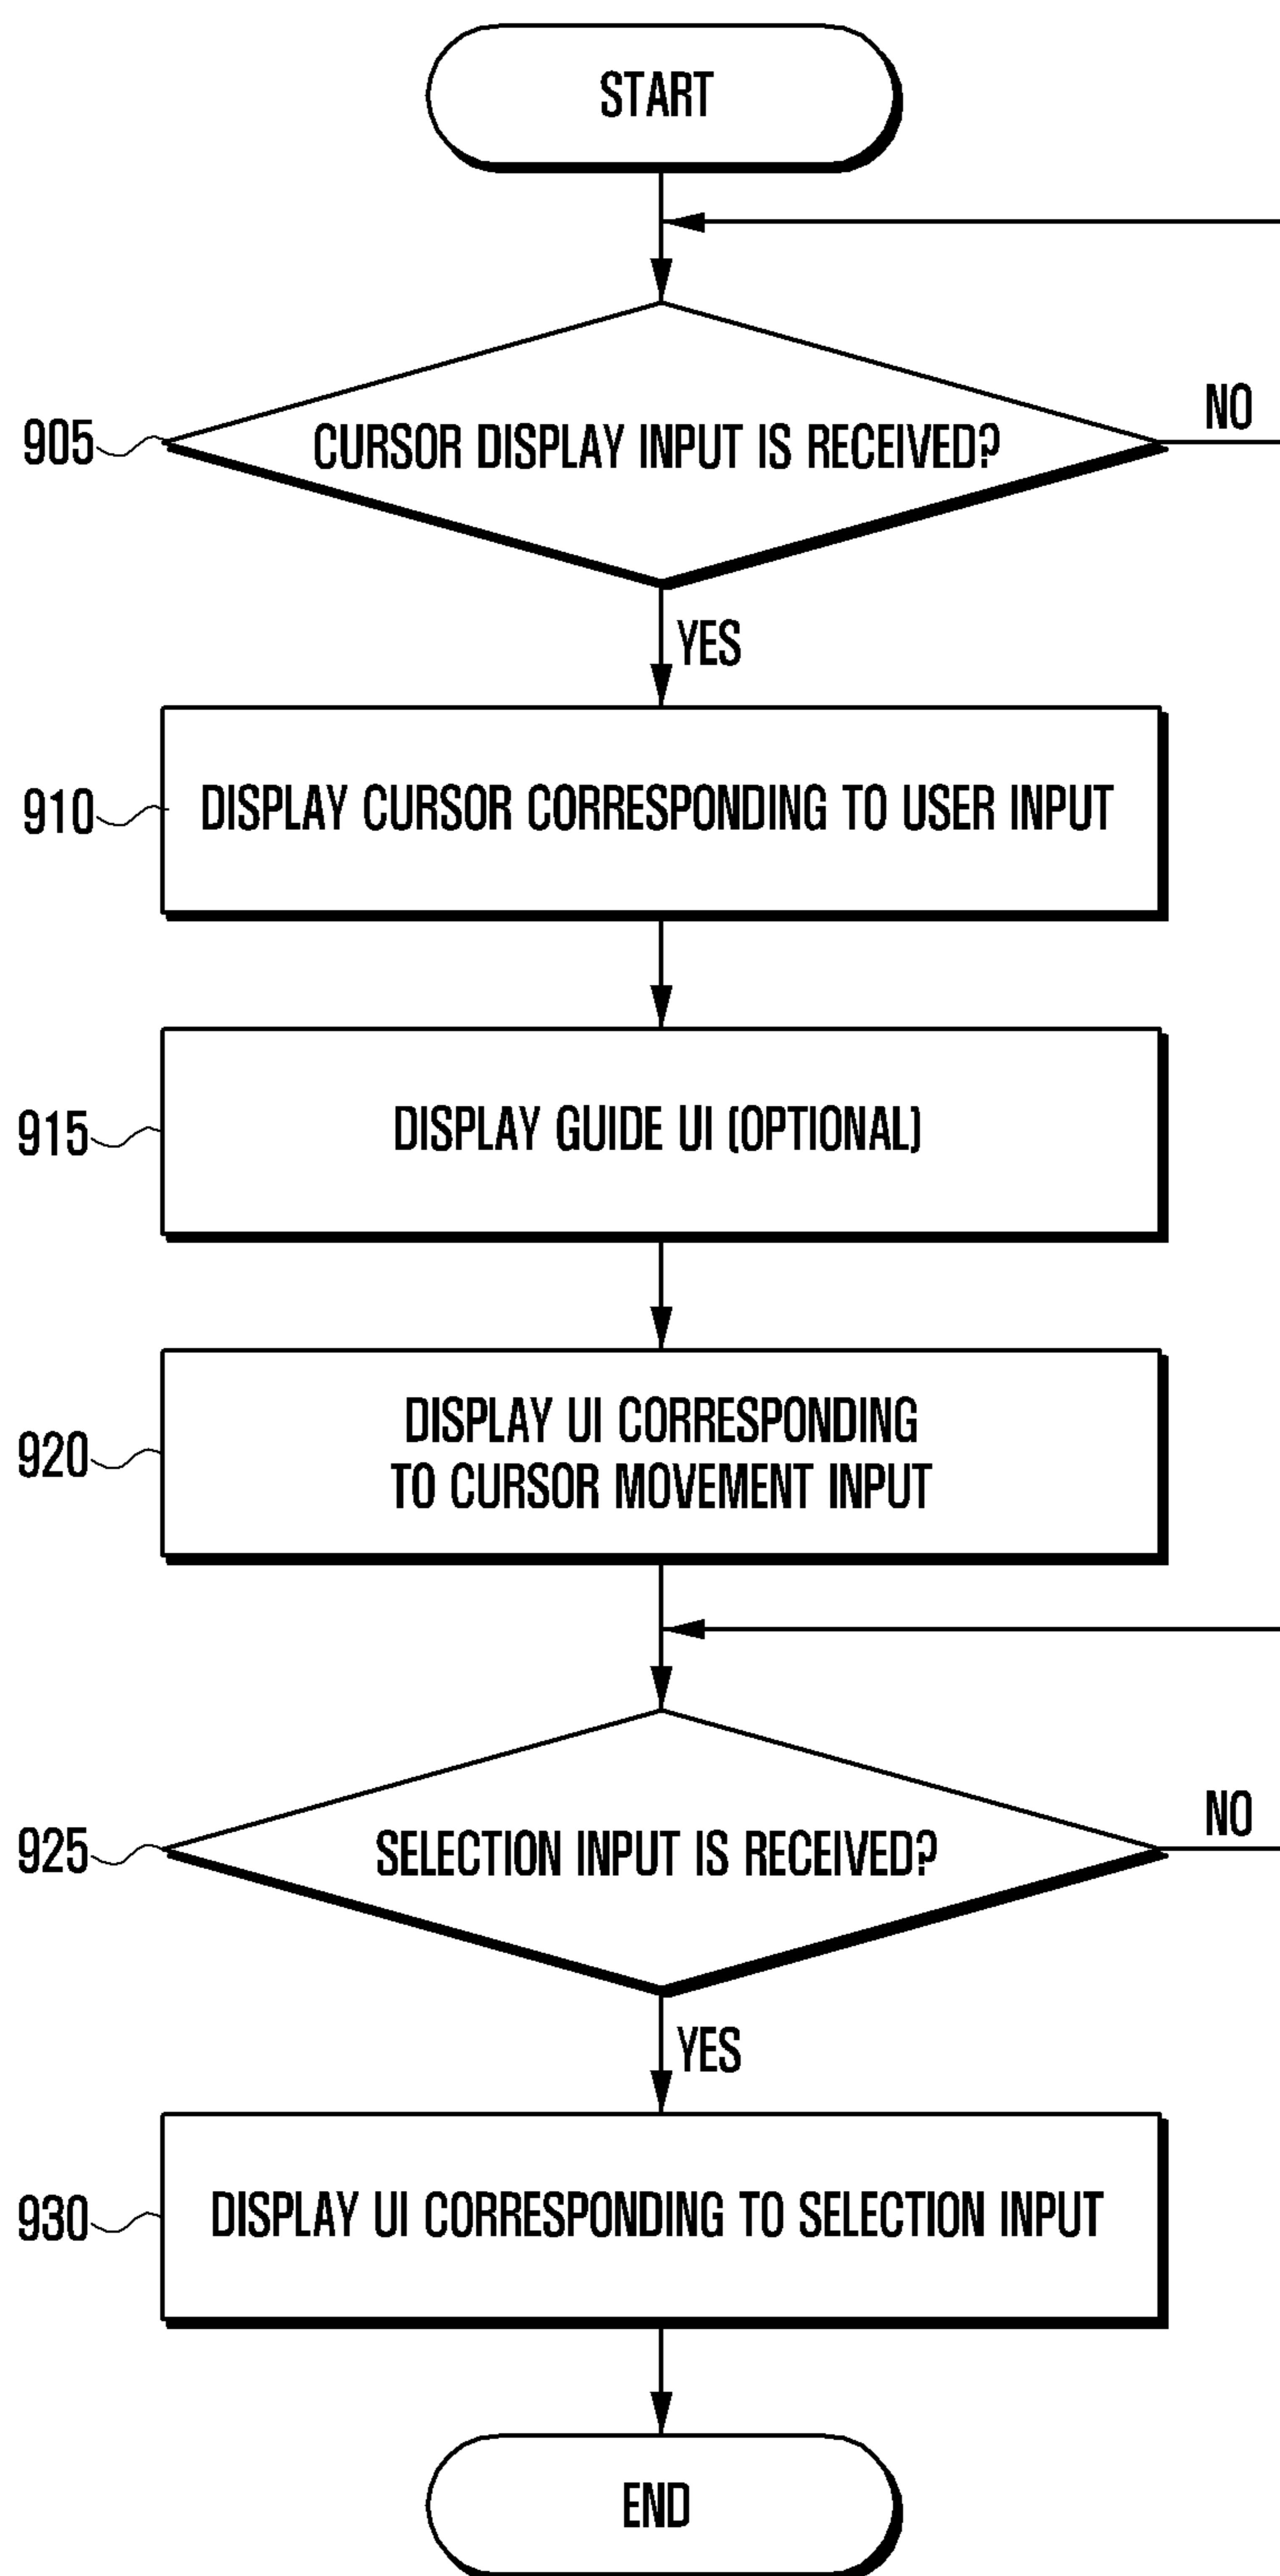 START
905
CURSOR DISPLAY INPUT IS RECEIVED?
NO
YES
910
DISPLAY CURSOR CORRESPONDING TO USER INPUT
915
DISPLAY GUIDE UI (OPTIONAL)
920
DISPLAY UI CORRESPONDING
TO CURSOR MOVEMENT INPUT
925
SELECTION INPUT IS RECEIVED?
NO
YES
930
DISPLAY UI CORRESPONDING TO SELECTION INPUT
END